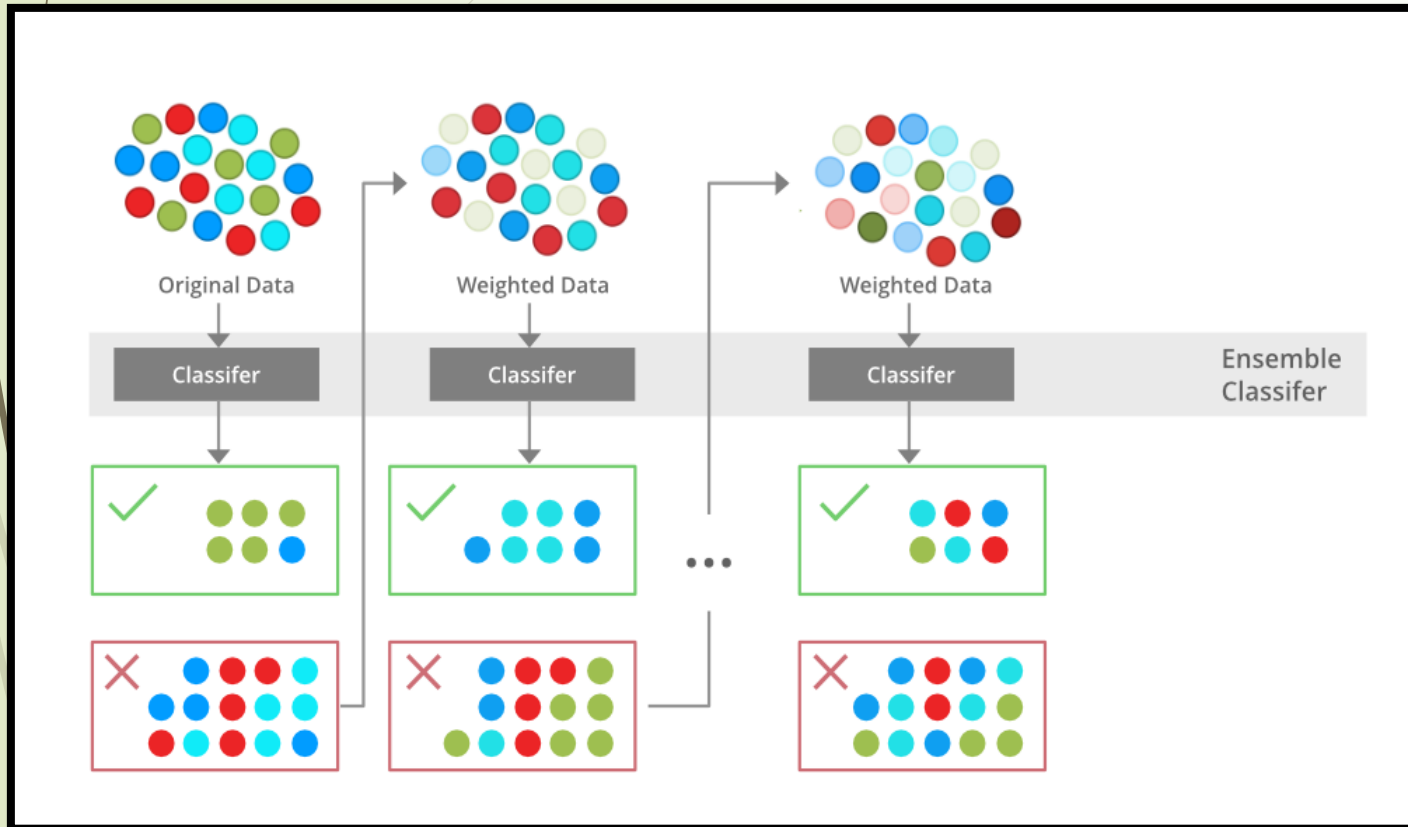 Original Data
Weighted Data
Weighted Data
Classifer
Classifer
Classifer
Ensemble
Classifer
...